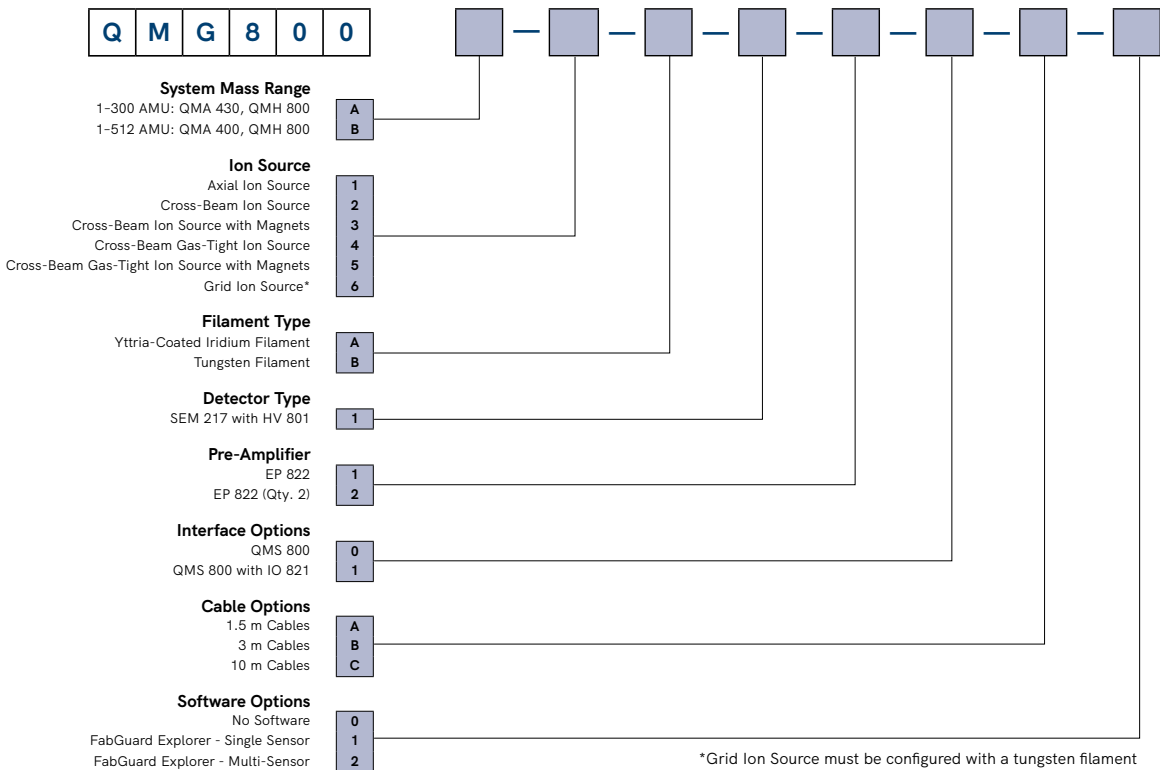 QMG800 — — — — — — —
System Mass Range
1-300 AMU: QMA 430, QMH 800 A
1-512 AMU: QMA 400, QMH 800 B
Ion Source
Axial Ion Source 1
Cross-Beam Ion Source 2
Cross-Beam Ion Source with Magnets 3
Cross-Beam Gas-Tight Ion Source 4
Cross-Beam Gas-Tight Ion Source with Magnets 5
Grid Ion Source* 6
Filament Type
Yttria-Coated Iridium Filament A
Tungsten Filament B
Detector Type
SEM 217 with HV 801 1
Pre-Amplifier
EP 822 1
EP 822 (Qty. 2) 2
Interface Options
QMS 800 0
QMS 800 with IO 821 1
Cable Options
1.5 m Cables A
3 m Cables B
10 m Cables C
Software Options
No Software 0
FabGuard Explorer - Single Sensor 1
FabGuard Explorer - Multi-Sensor 2
*Grid Ion Source must be configured with a tungsten filament